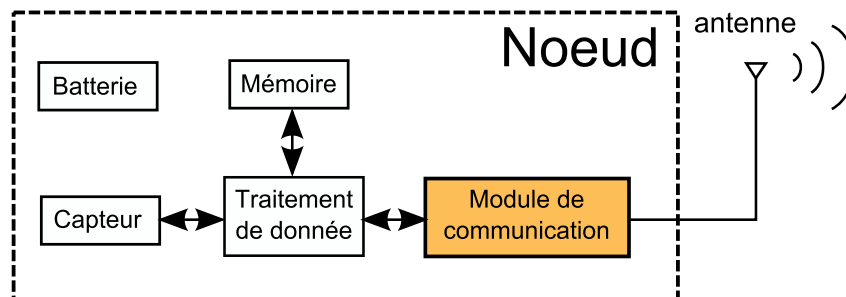 Noeud
antenne
Batterie
Mémoire
Capteur
Traitement
de donnée
Module de
communication